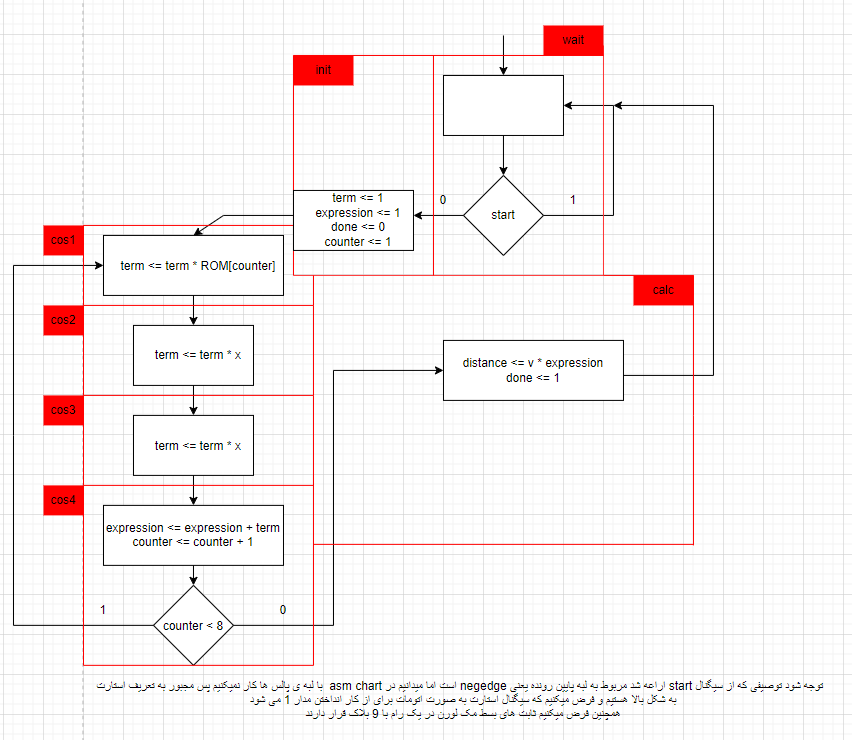 wait
init
term <= 1
expression <= 1
done <= 0
counter <= 1
0
start
1
cos1
term <= term * ROM[counter]
calc
cos2
term <= term * x
distance <= v * expression
done <= 1
cos3
term <= term * x
cos4
expression <= expression + term
counter <= counter + 1
1
0
counter < 8
توجه شود توصیفی که از سیگنال start اراعه شد مربوط به لبه پایین رونده یعنی negedge است اما میدانیم در asm chart با لبه ی پالس ها کار نمیکنیم پس مجبور به تعریف استارت
به شکل بالا هستیم و فرض میکنیم که سیگنال استارت به صورت اتومات برای از کار انداختن مدار 1 می شود
همچنین فرض میکنیم ثابت های بسط مک لورن در یک رام با 9 بلاک قرار دارند